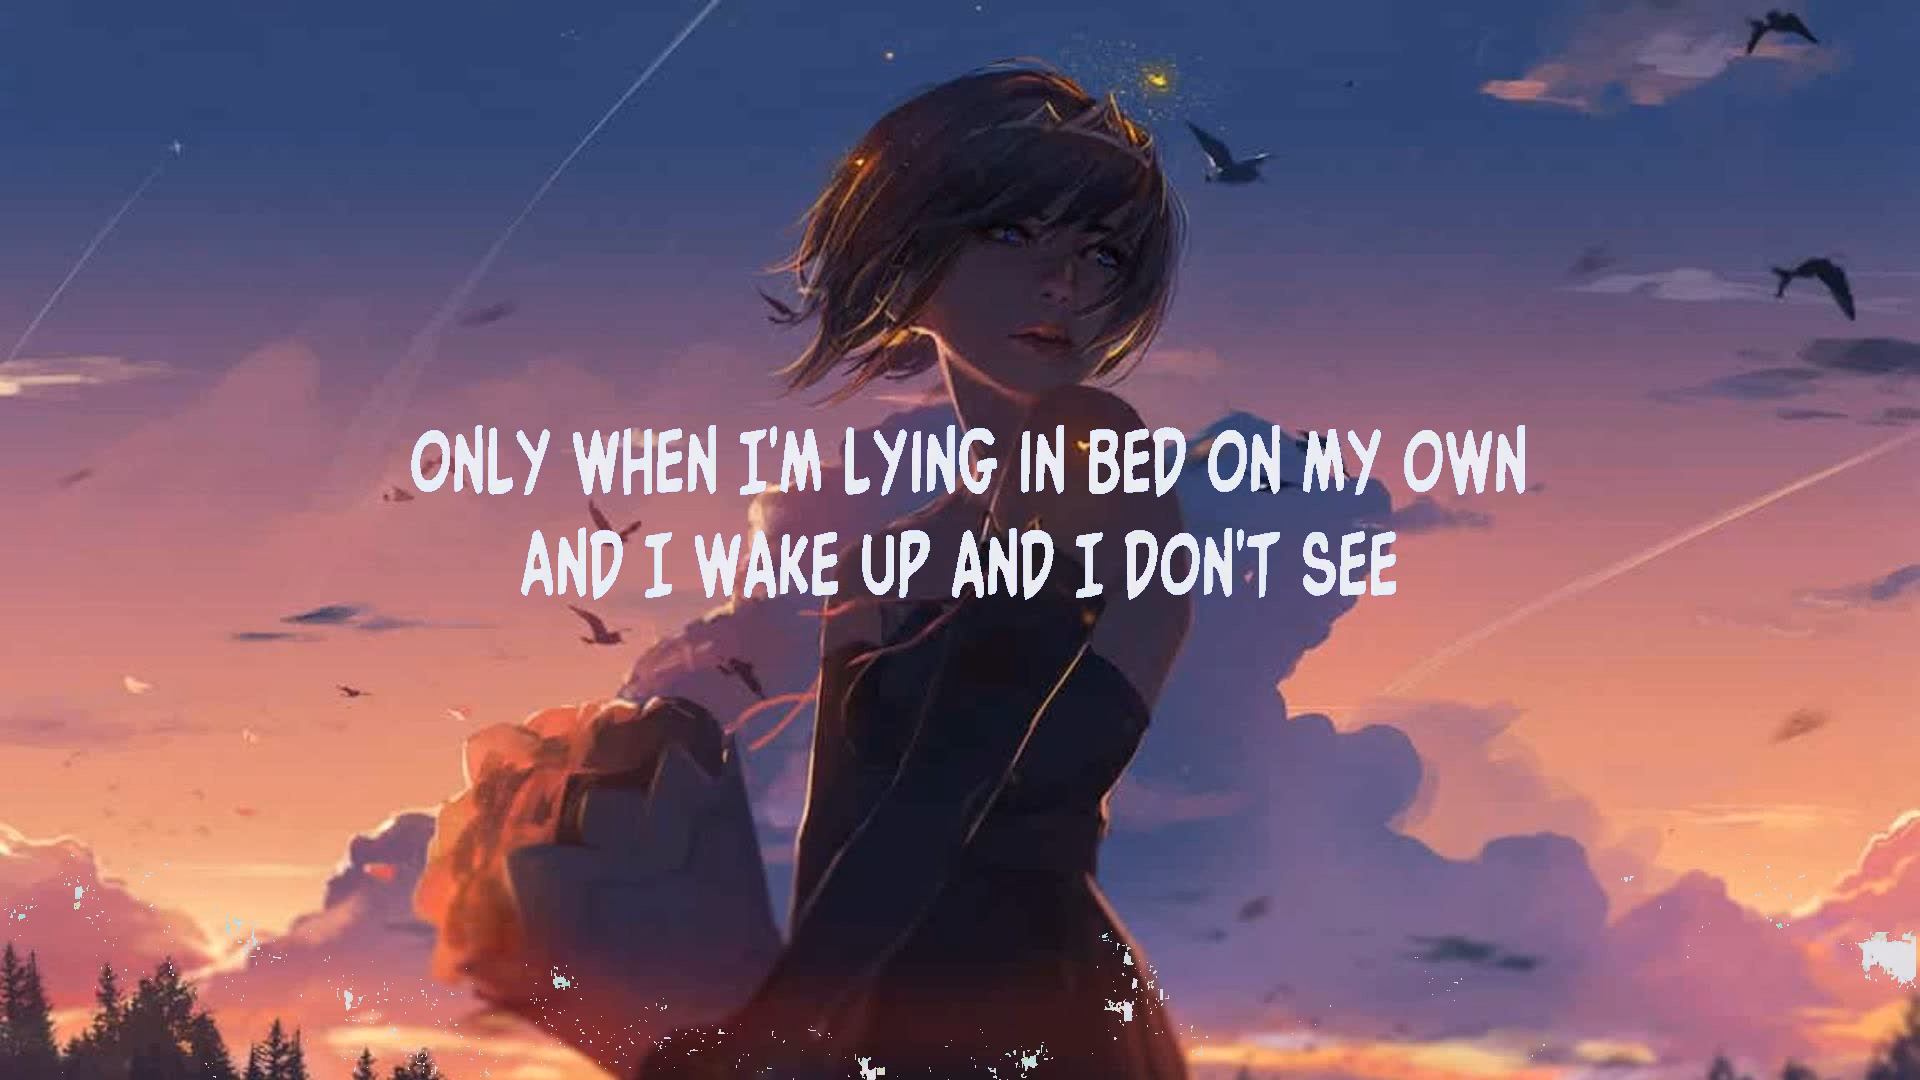 ONLY WHEN I'M LYING IN BED ON MY OWN
AND I WAKE UP AND I DON'T SEE